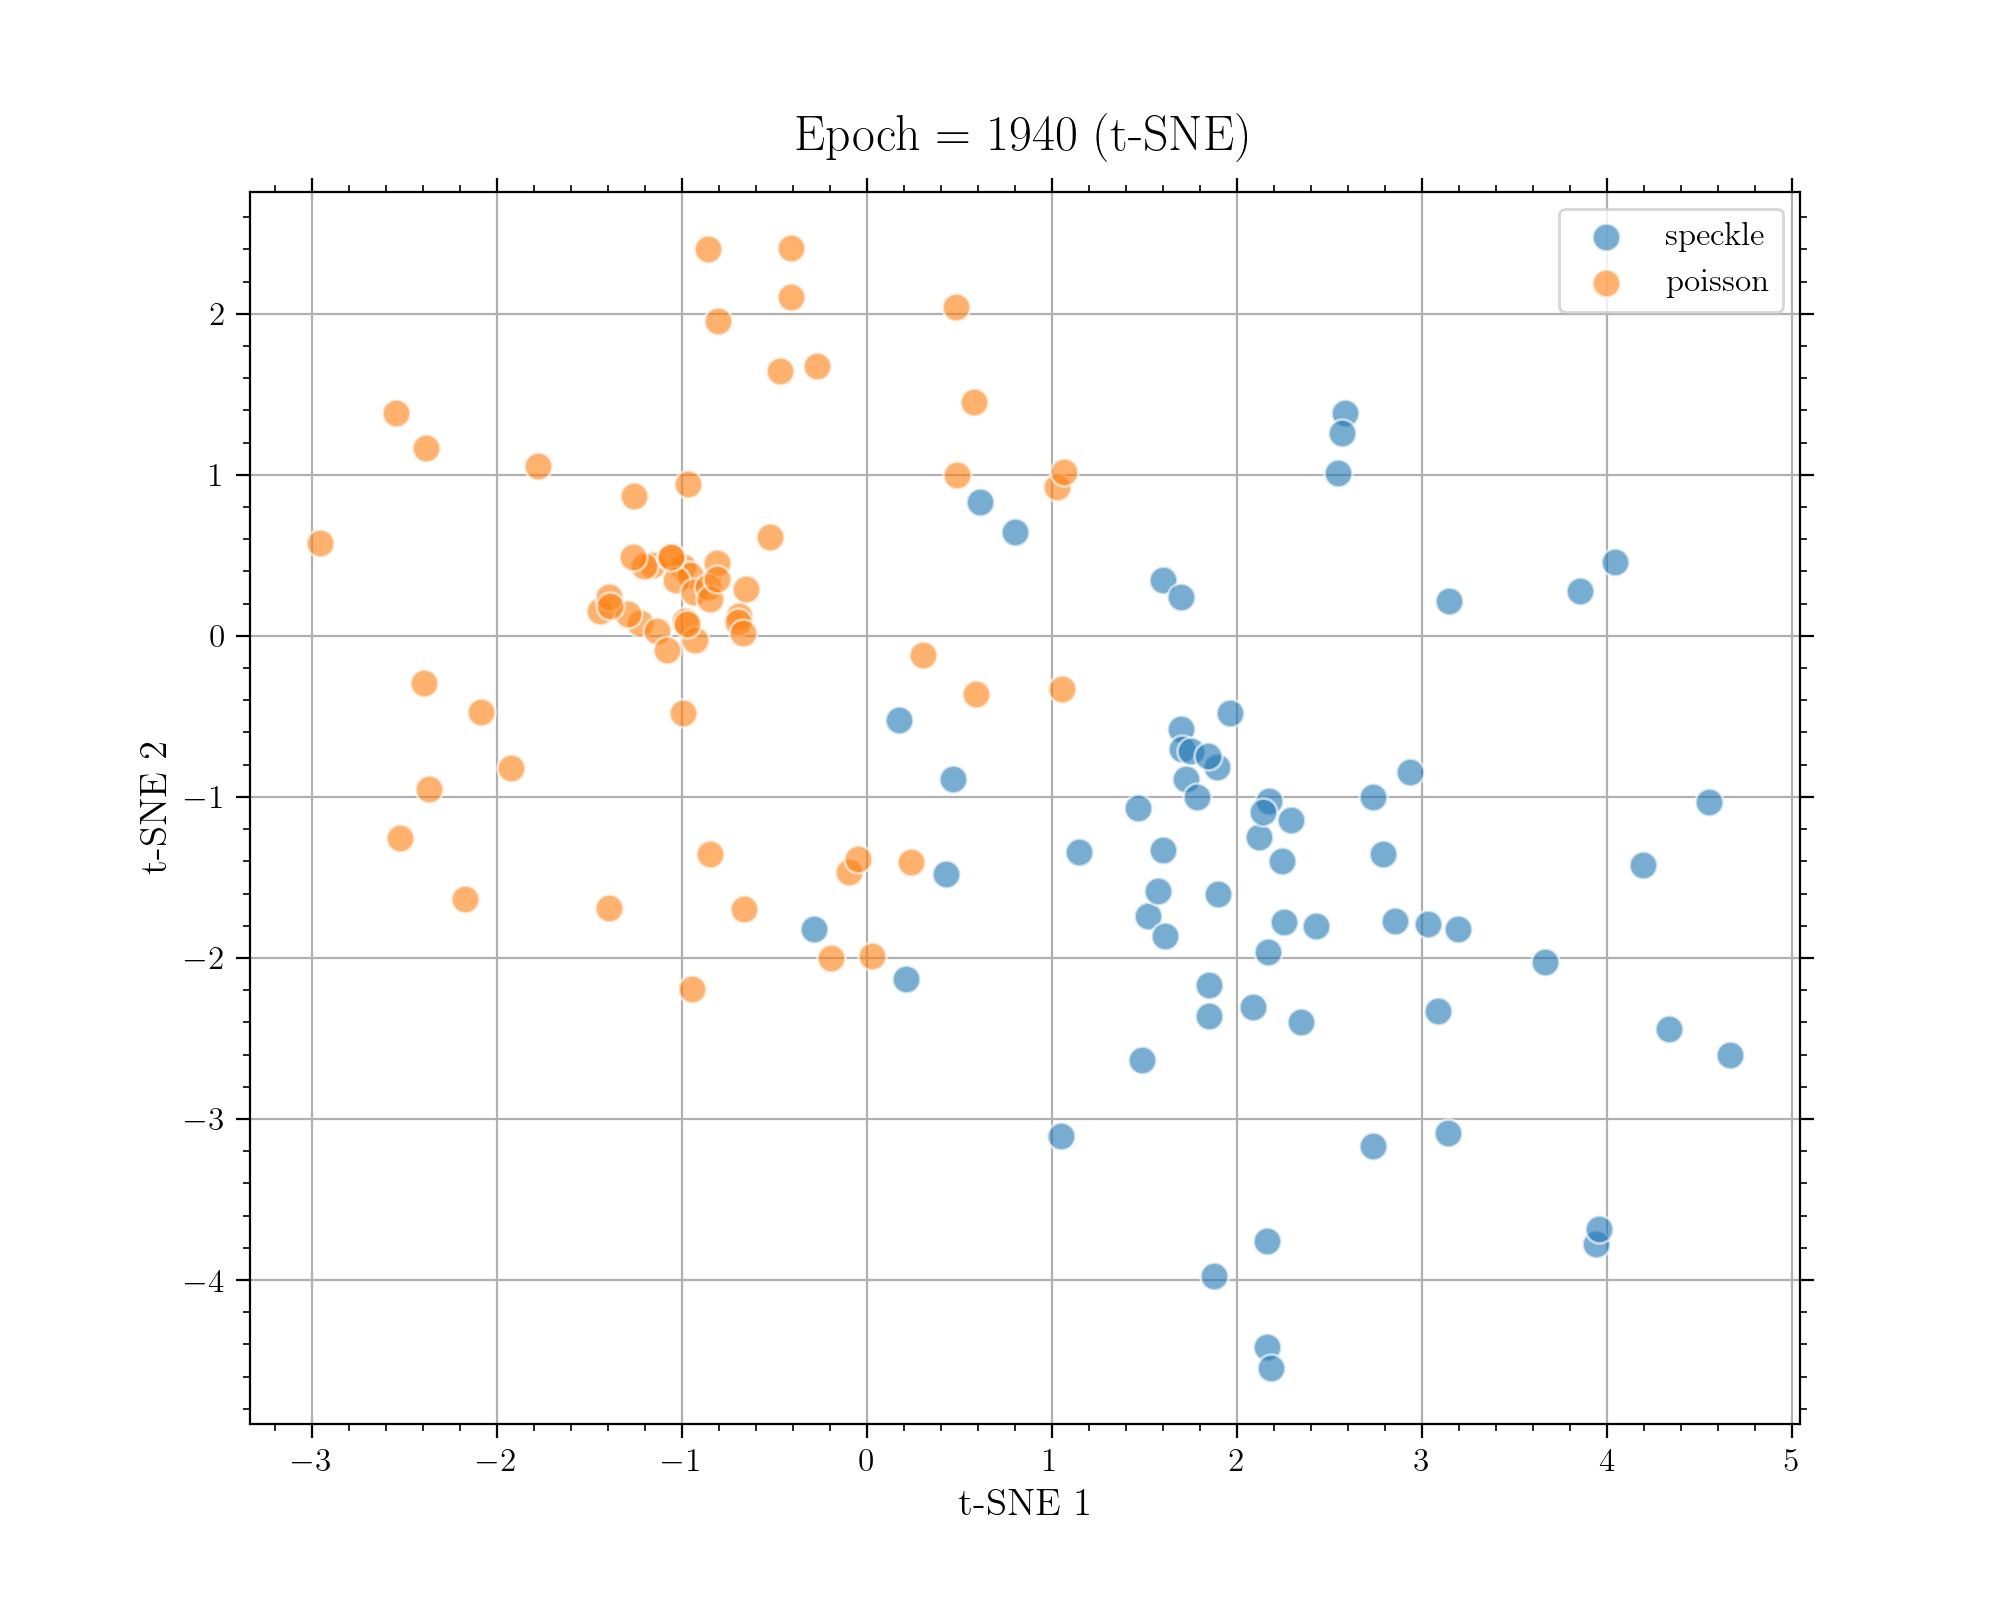 Epoch = 1940 (t-SNE)
speckle
poisson
2
1
0
−1
−2
−3
−4
t-SNE 2
−3 −2 −1 0 1 2 3 4 5
t-SNE 1